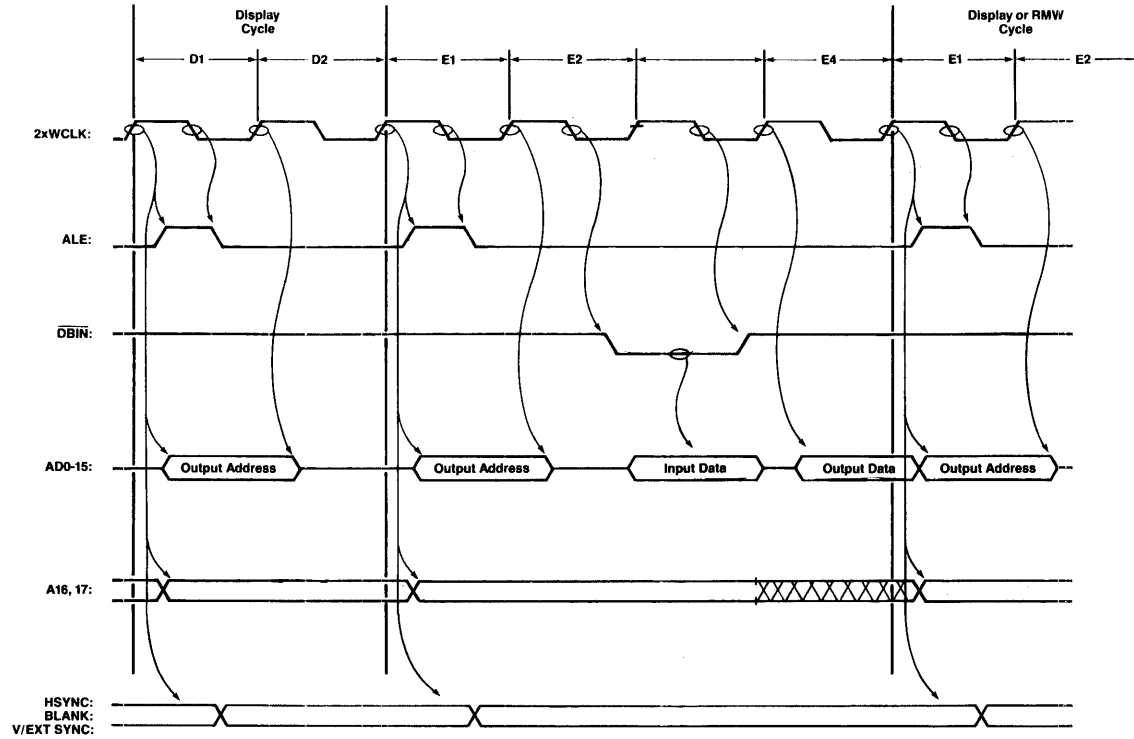 Display
Cycle
Display or RMW
Cycle
D1
D2
E1
E2
E4
E1
E2
2xWCLK:
ALE:
DBIN:
AD0-15:
Output Address
Output Address
Input Data
Output Data
Output Address
A16, 17:
HSYNC:
BLANK:
V/EXT SYNC: